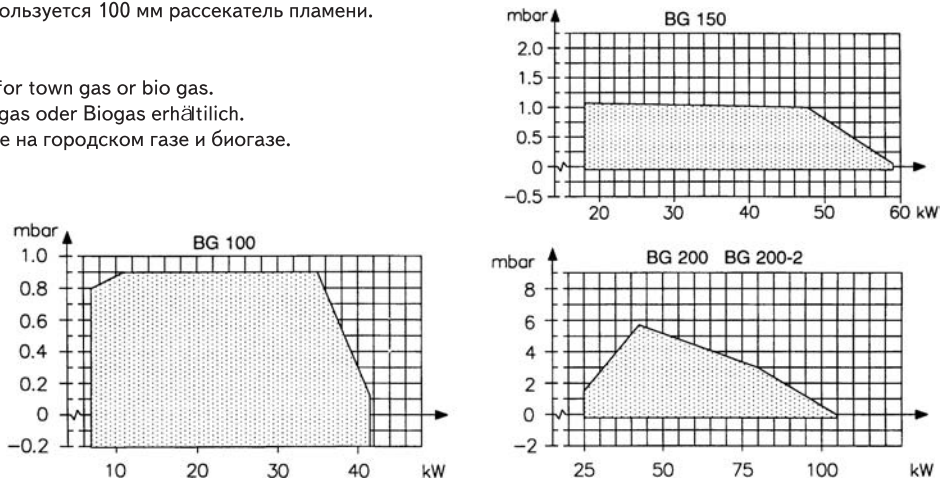 ользуется 100 мм рассекатель пламени.
for town gas or bio gas.
gas oder Biogas erhältilich.
е на городском газе и биогазе.
mbar
BG 150
2.0
1.5
1.0
0.5
0
-0.5
20 30 40 50 60 kW
mbar
BG 100
1.0
0.8
0.6
0.4
0.2
0
-0.2
10 20 30 40 kW
mbar
BG 200 BG 200-2
8
6
4
2
0
-2
25 50 75 100 kW